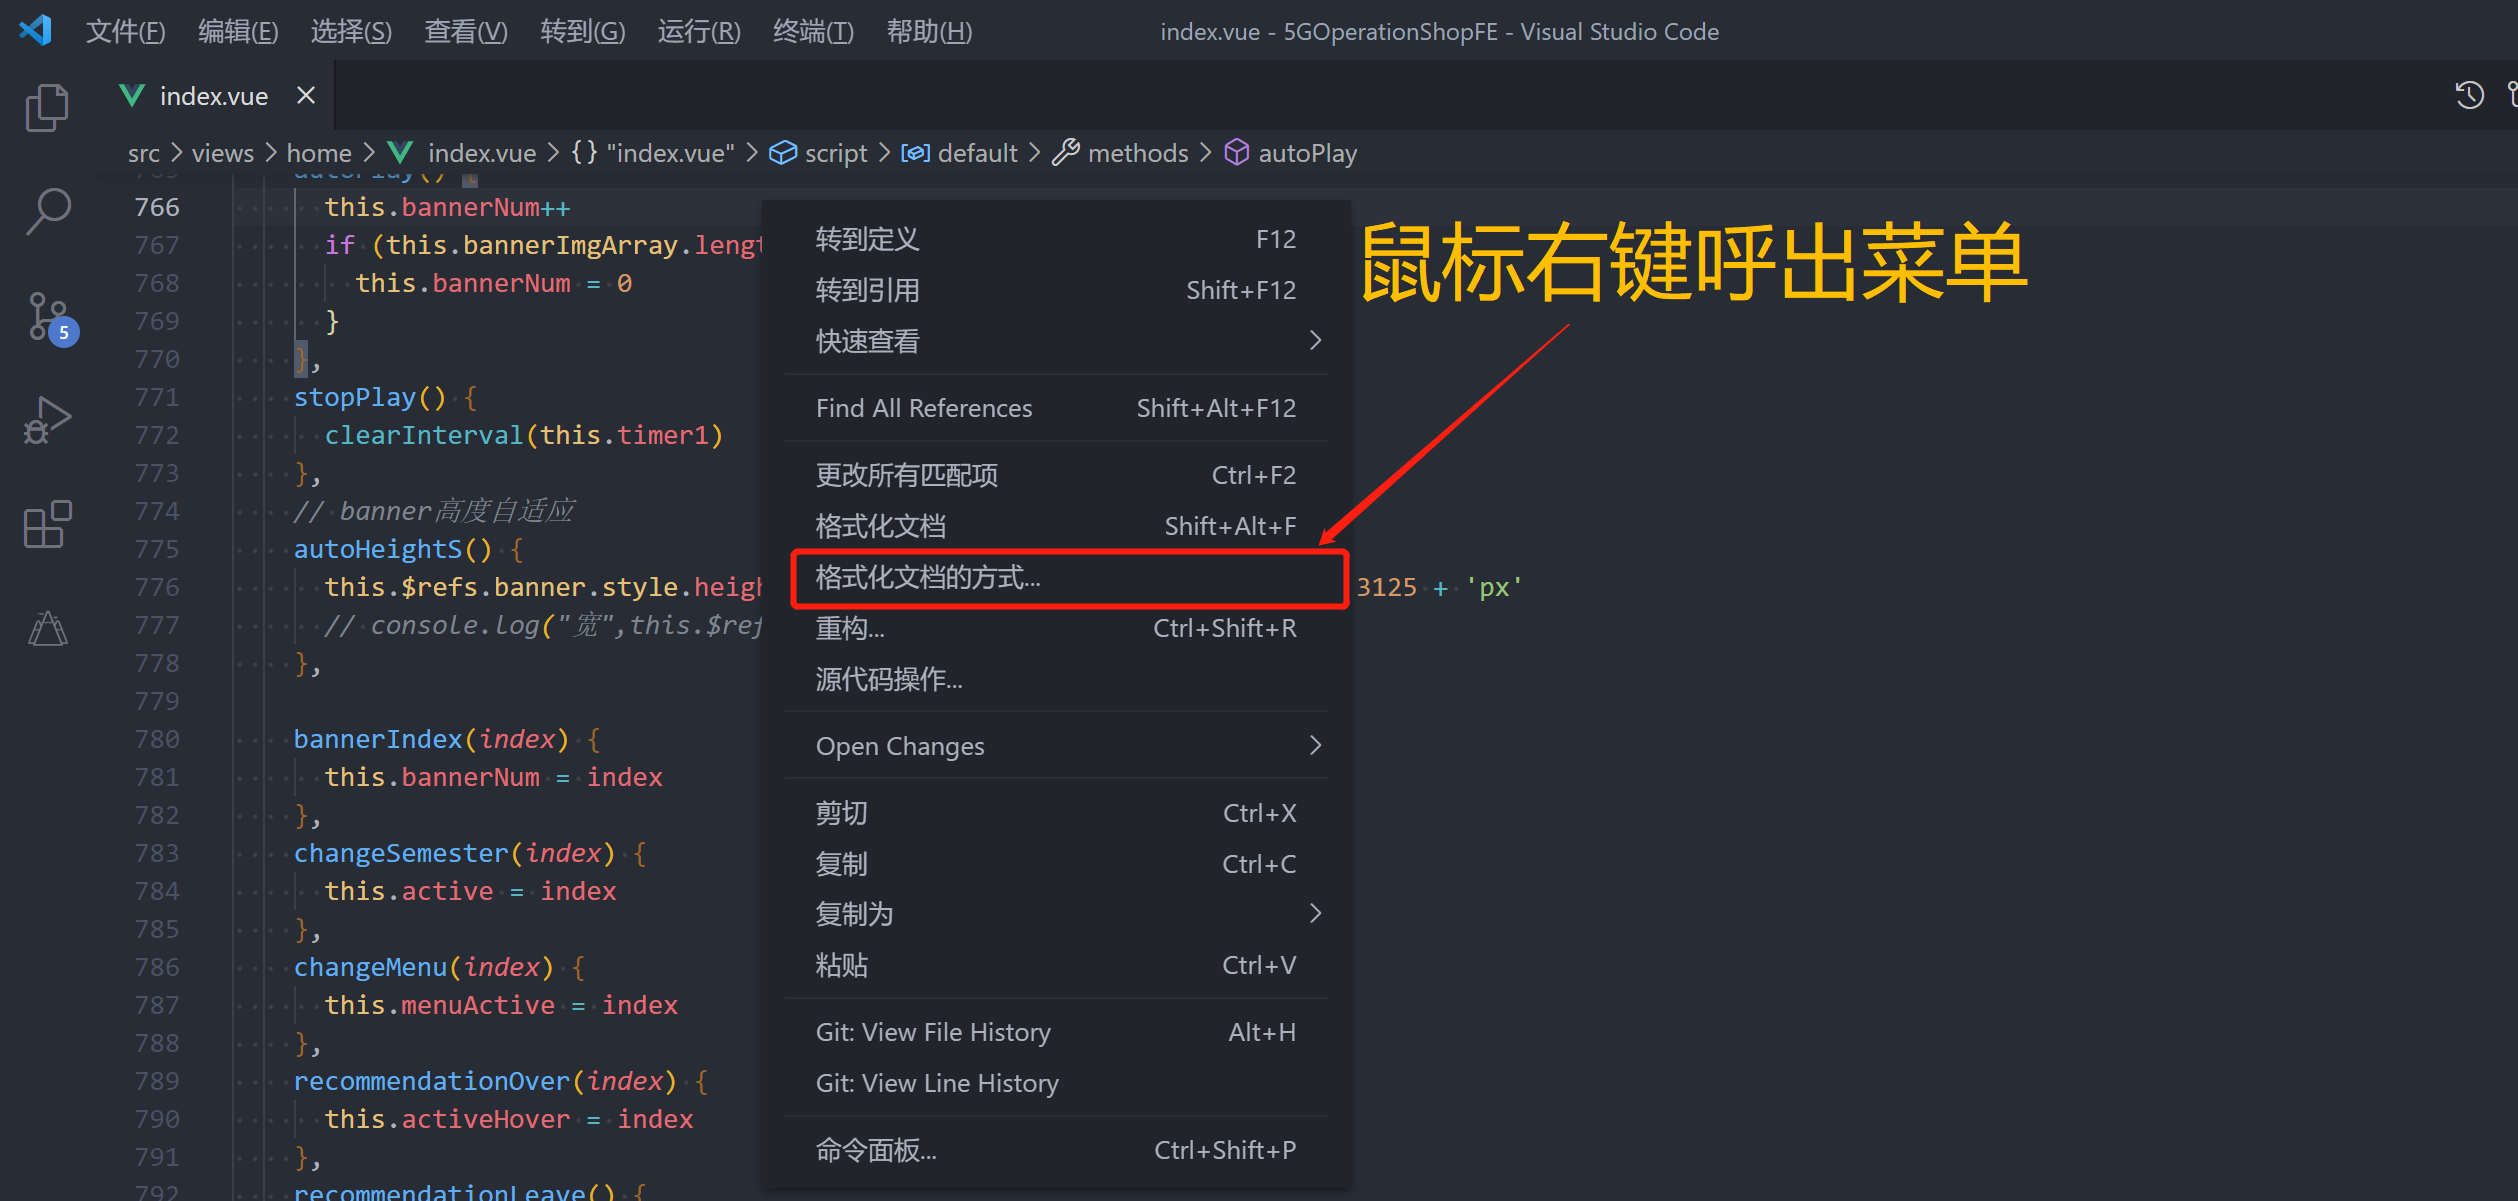 文件(F) 编辑(E) 选择(S) 查看(V) 转到(G) 运行(R) 终端(T) 帮助(H) index.vue - 5GOperationShopFE - Visual Studio Code
index.vue
src > views > home > index.vue > {} "index.vue" > script > default > methods > autoPlay
autoPlay() {
766 this.bannerNum++
767 if (this.bannerImgArray.lengt
768 this.bannerNum = 0
769 }
770 },
771 stopPlay() {
772 clearInterval(this.timer1)
773 },
774 // banner高度自适应
775 autoHeightS() {
776 this.$refs.banner.style.heigh 3125 + 'px'
777 // console.log("宽",this.$ref
778 },
779
780 bannerIndex(index) {
781 this.bannerNum = index
782 },
783 changeSemester(index) {
784 this.active = index
785 },
786 changeMenu(index) {
787 this.menuActive = index
788 },
789 recommendationOver(index) {
790 this.activeHover = index
791 },
792 recommendationLeave() {
5
转到定义 F12
转到引用 Shift+F12
快速查看
Find All References Shift+Alt+F12
更改所有匹配项 Ctrl+F2
格式化文档 Shift+Alt+F
格式化文档的方式...
重构... Ctrl+Shift+R
源代码操作...
Open Changes
剪切 Ctrl+X
复制 Ctrl+C
复制为
粘贴 Ctrl+V
Git: View File History Alt+H
Git: View Line History
命令面板... Ctrl+Shift+P
鼠标右键呼出菜单